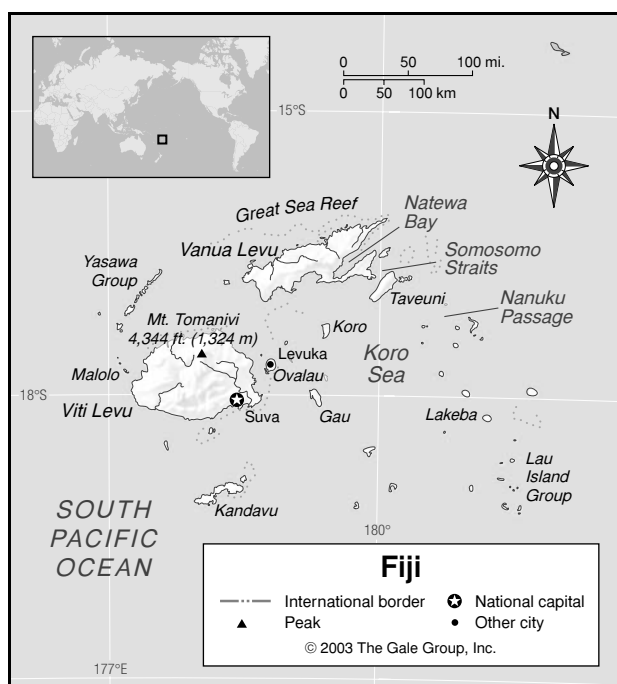 0 50 100 mi.
0 50 100 km
15°S
N
Great Sea Reef
Natewa
Bay
Vanua Levu
Somosomo
Straits
Yasawa
Group
Taveuni
Nanuku
Passage
Mt. Tomanivi
4,344 ft. (1,324 m)
Koro
Levuka
Koro
Sea
Malolo
Ovalau
18°S
Viti Levu
Suva
Gau
Lakeba
Lau
Island
Group
Kandavu
SOUTH
PACIFIC
OCEAN
180°
Fiji
International border
National capital
Peak
Other city
© 2003 The Gale Group, Inc.
177°E